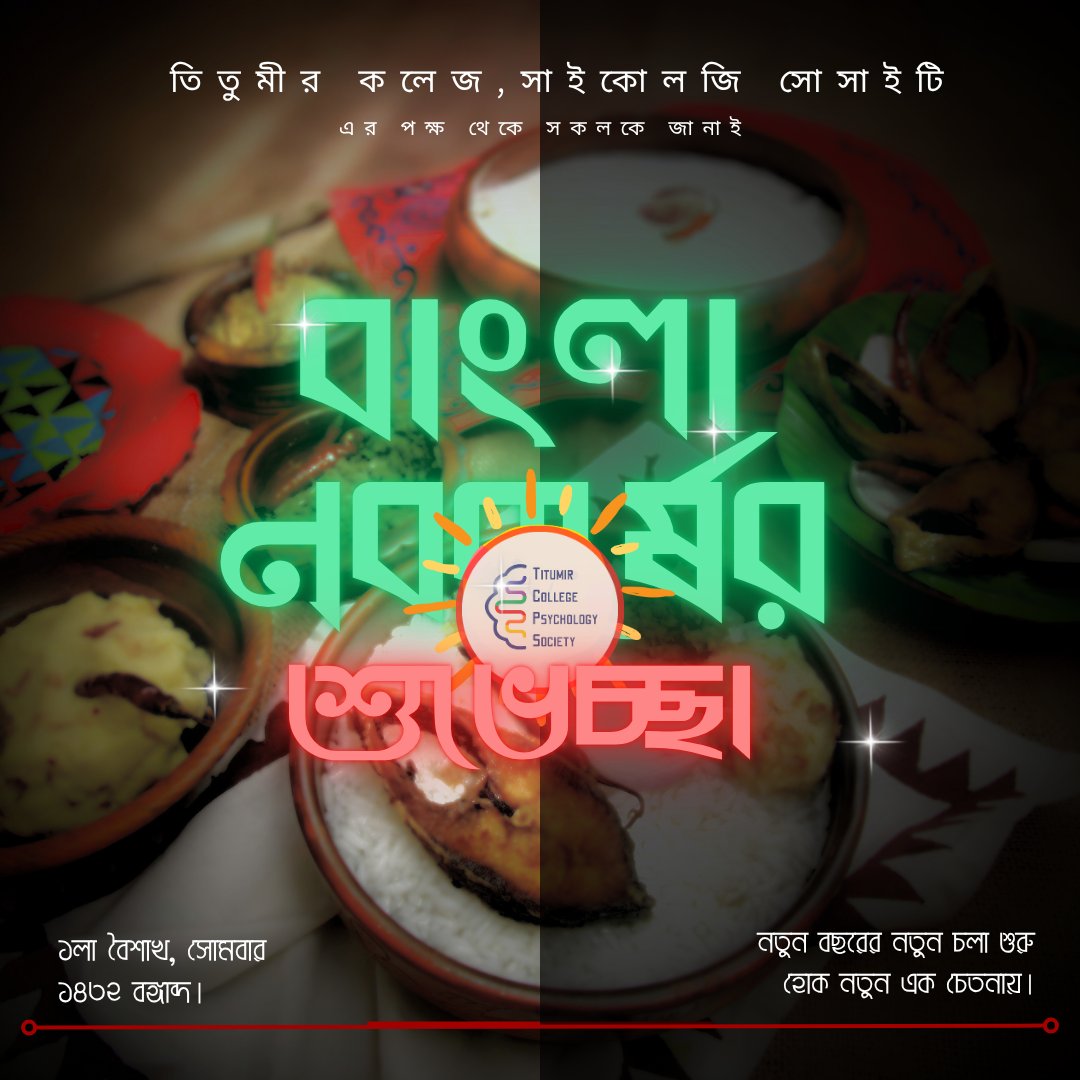 তিতুমীর কলেজ,সাইকোলজি সোসাইটি
এর পক্ষ থেকে সকলকে জানাই
বাংলা
নববর্ষের
TITUMIR
COLLEGE
PSYCHOLOGY
SOCIETY
শুভেচ্ছা
১লা বৈশাখ, সোমবার
১৪৩২ বঙ্গাব্দ।
নতুন বছরের নতুন চলা শুরু
হোক নতুন এক চেতনায়।